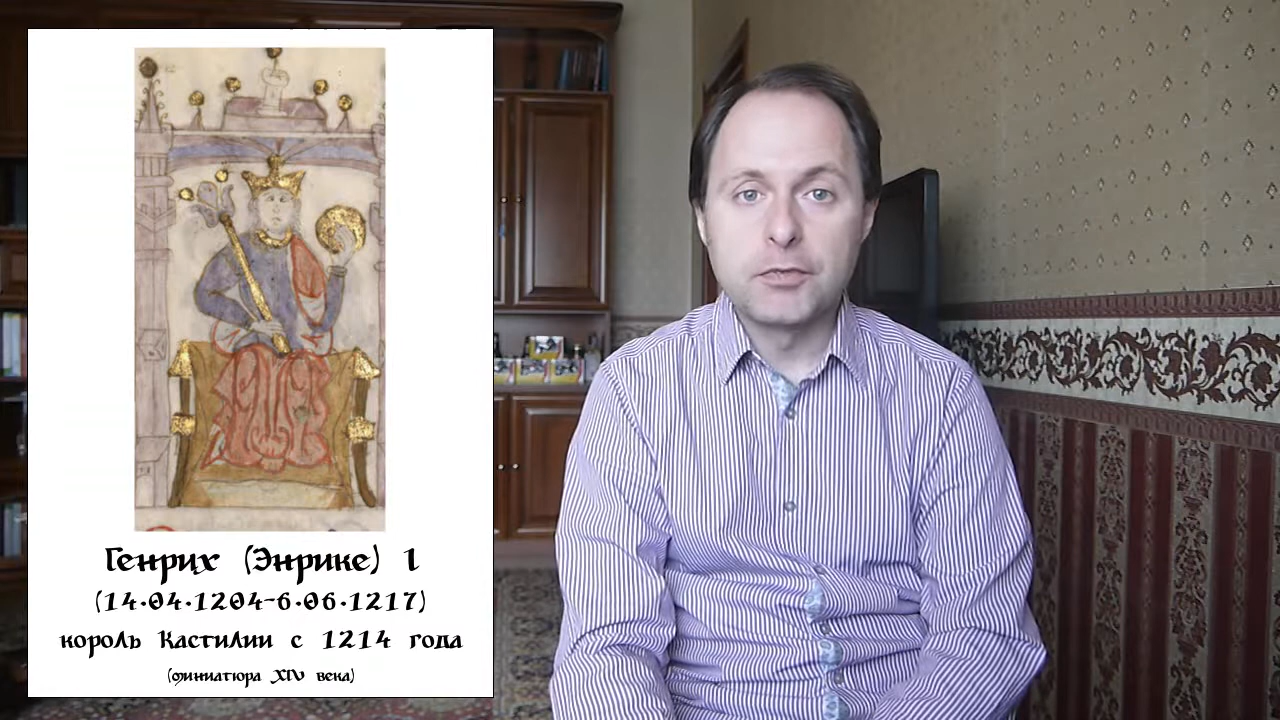 Генрих (Энрике) I
(14.04.1204-6.06.1217)
король Кастилии с 1214 года
(миниатюра XIV века)